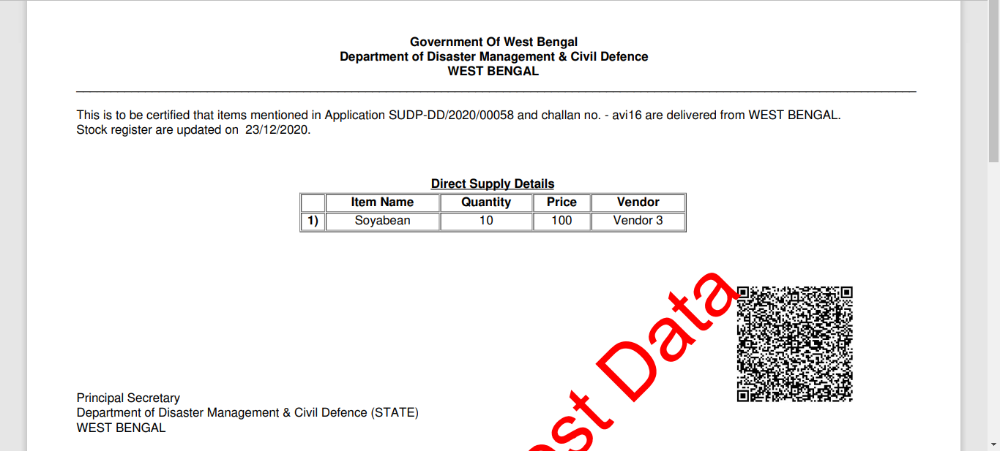 Government Of West Bengal
Department of Disaster Management & Civil Defence
WEST BENGAL
This is to be certified that items mentioned in Application SUDP-DD/2020/00058 and challan no. - avi16 are delivered from WEST BENGAL.
Stock register are updated on  23/12/2020.
Direct Supply Details
Item Name Quantity Price Vendor
1) Soyabean 10 100 Vendor 3
Data
Principal Secretary
Department of Disaster Management & Civil Defence (STATE)
WEST BENGAL